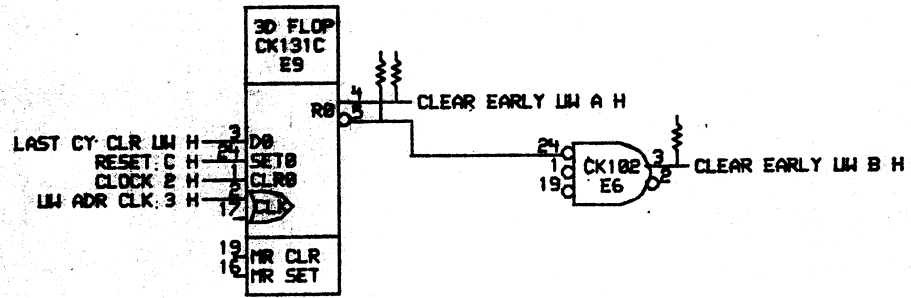 3D FLOP
CK131C
E9
4
R0
5
CLEAR EARLY UW A H
LAST CY CLR UW H 3 D0
RESET C H 24 SET0
CLOCK 2 H 1 CLR0
UW ADR CLK 3 H 2
17 CLK
19 MR CLR
16 MR SET
24
1
19
CK102
E6
3
2
CLEAR EARLY UW B H